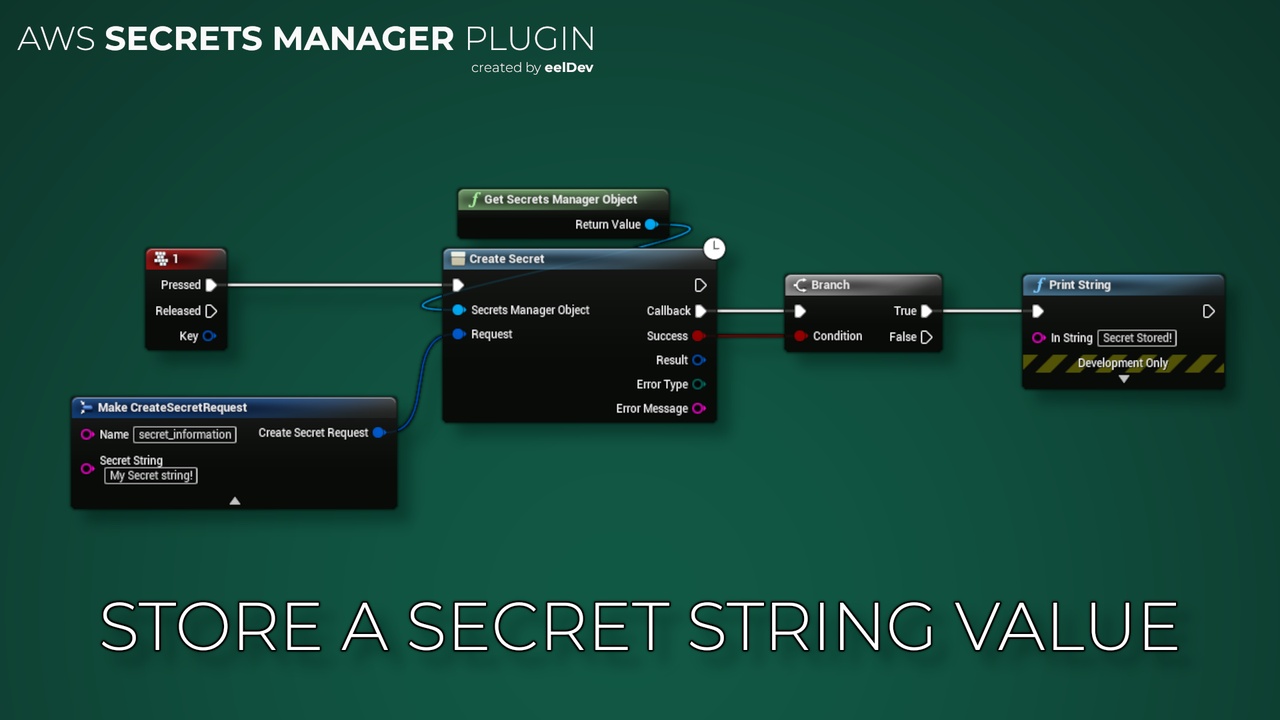 AWS SECRETS MANAGER PLUGIN
created by eelDev
Get Secrets Manager Object
Return Value
1
Pressed
Released
Key
Create Secret
Secrets Manager Object
Request
Callback
Success
Result
Error Type
Error Message
Branch
True
Condition
False
Print String
In String Secret Stored!
Development Only
Make CreateSecretRequest
Name secret_information
Create Secret Request
Secret String
My Secret string!
STORE A SECRET STRING VALUE